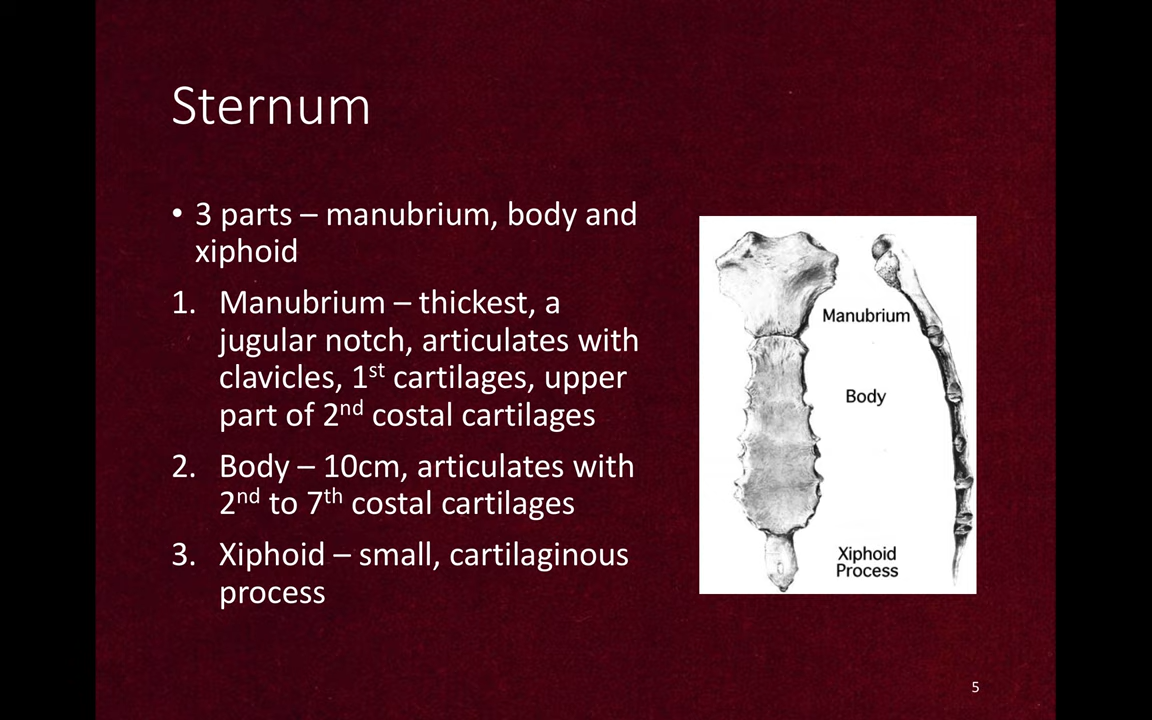 Sternum
• 3 parts – manubrium, body and
xiphoid
1. Manubrium – thickest, a
jugular notch, articulates with
clavicles, 1st cartilages, upper
part of 2nd costal cartilages
2. Body – 10cm, articulates with
2nd to 7th costal cartilages
3. Xiphoid – small, cartilaginous
process
Manubrium
Body
Xiphoid
Process
5